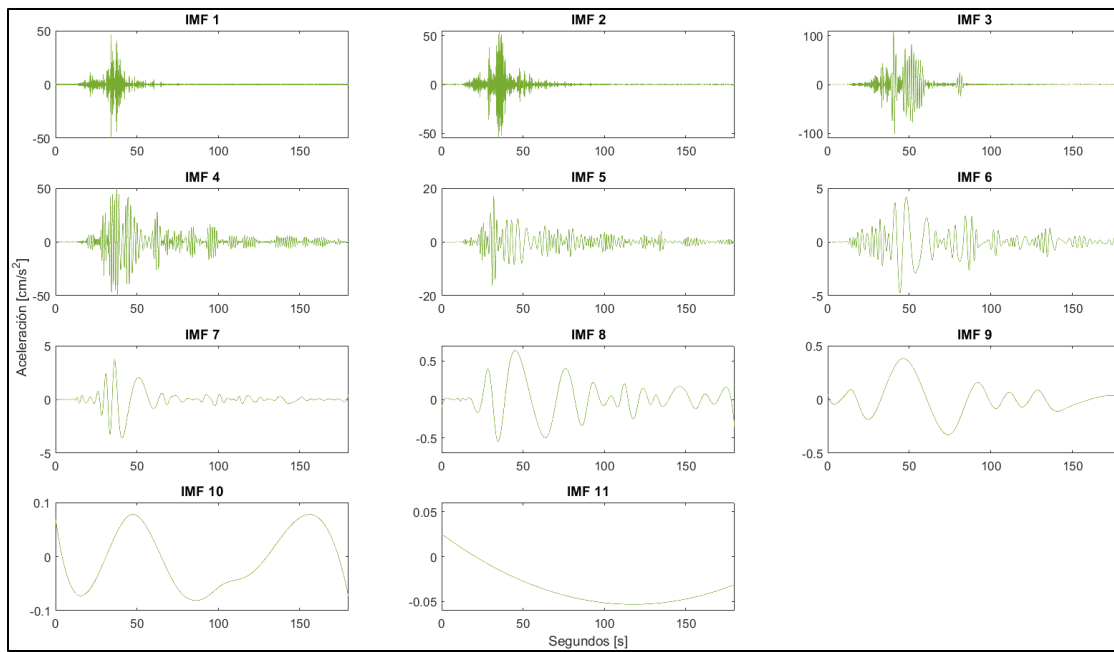 IMF 1 IMF 2 IMF 3
50 50 100
0 0 0
-50 -50 -100
0 50 100 150 0 50 100 150 0 50 100 150
IMF 4 IMF 5 IMF 6
50 20 5
0 0 0
-50 -20 -5
0 50 100 150 0 50 100 150 0 50 100 150
Aceleración [cm/s²]
IMF 7 IMF 8 IMF 9
5 0.5 0.5
0 0 0
-5 -0.5 -0.5
0 50 100 150 0 50 100 150 0 50 100 150
IMF 10 IMF 11
0.1 0.05
0 0
-0.1 -0.05
0 50 100 150 0 50 100 150
Segundos [s]